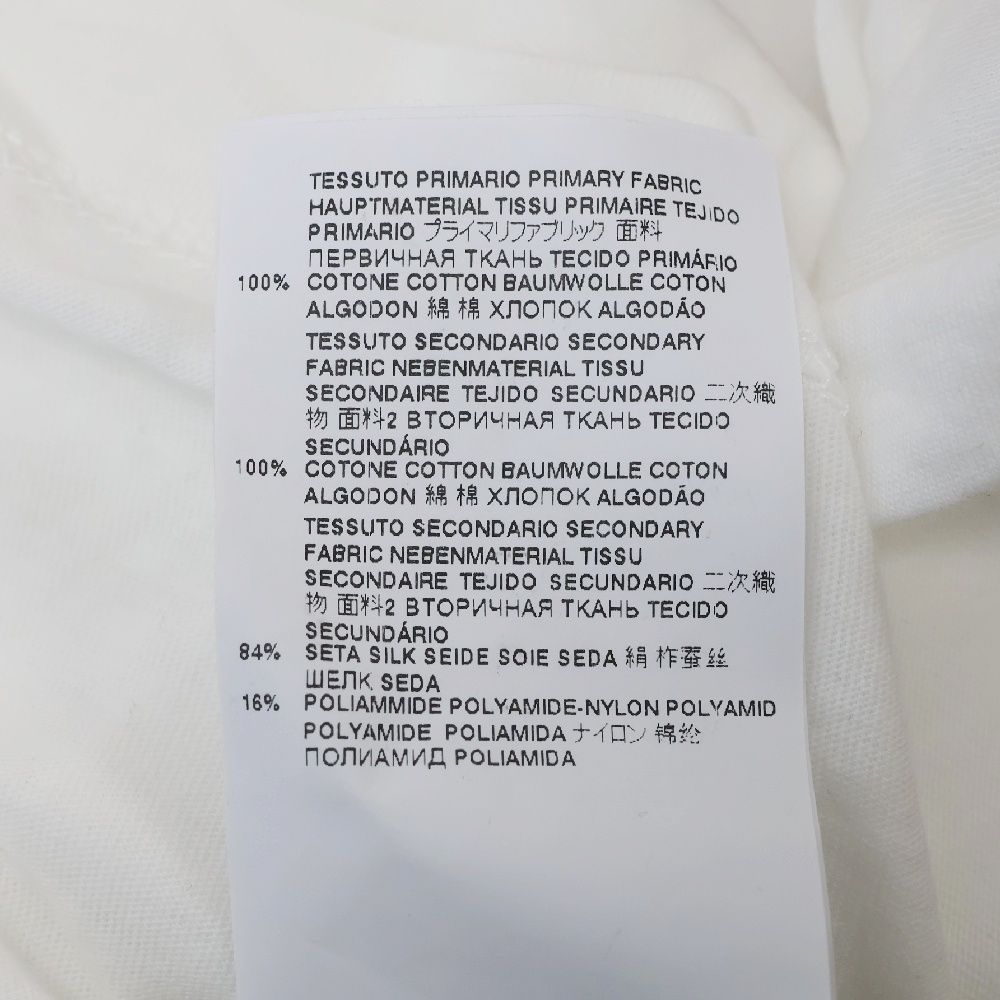 TESSUTO PRIMARIO PRIMARY FABRIC
HAUPTMATERIAL TISSU PRIMAIRE TEJIDO
PRIMARIO プライマリファブリック 面料
ПЕРВИЧНАЯ ТКАНЬ TECIDO PRIMÁRIO
100% COTONE COTTON BAUMWOLLE COTON
ALGODON 綿 棉 ХЛОПОК ALGODÃO
TESSUTO SECONDARIO SECONDARY
FABRIC NEBENMATERIAL TISSU
SECONDAIRE TEJIDO SECUNDARIO 二次織
物 面料2 ВТОРИЧНАЯ ТКАНЬ TECIDO
SECUNDÁRIO
100% COTONE COTTON BAUMWOLLE COTON
ALGODON 綿 棉 ХЛОПОК ALGODÃO
TESSUTO SECONDARIO SECONDARY
FABRIC NEBENMATERIAL TISSU
SECONDAIRE TEJIDO SECUNDARIO 二次織
物 面料2 ВТОРИЧНАЯ ТКАНЬ TECIDO
SECUNDÁRIO
84% SETA SILK SEIDE SOIE SEDA 絹 柞蚕丝
ШЕЛК SEDA
16% POLIAMMIDE POLYAMIDE-NYLON POLYAMID
POLYAMIDE POLIAMIDA ナイロン 锦纶
ПОЛИАМИД POLIAMIDA